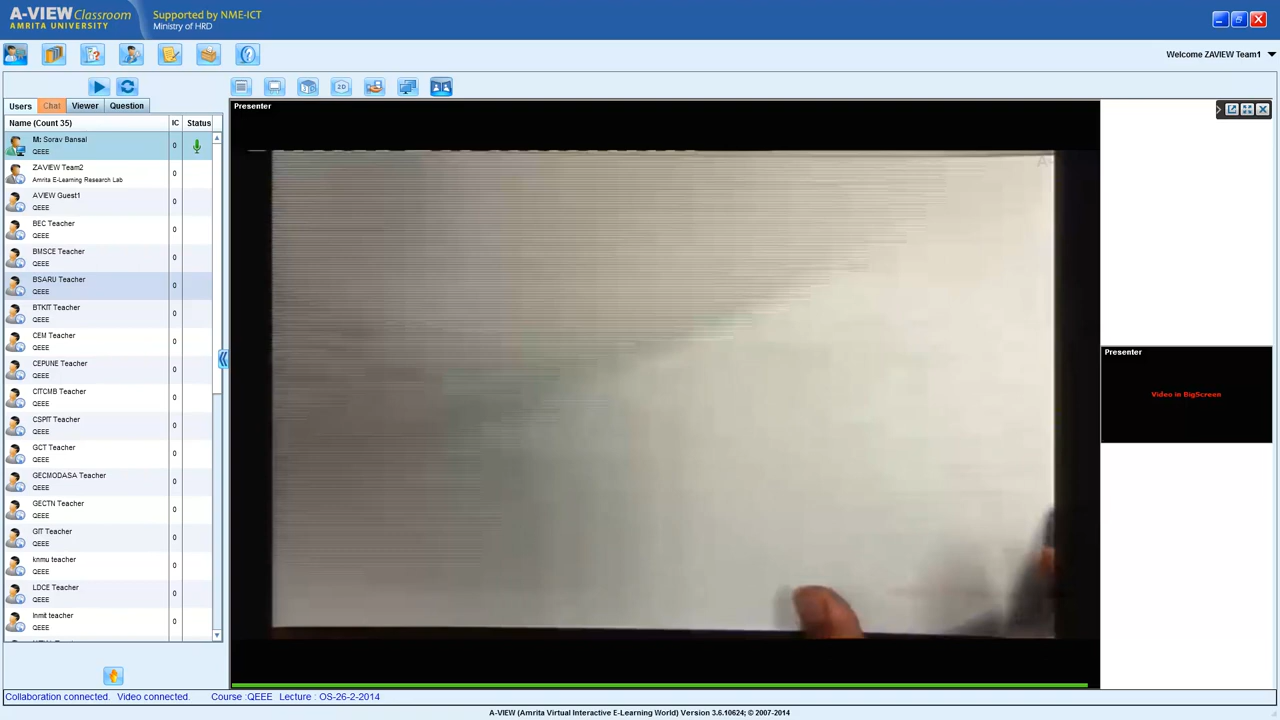 A-VIEW Classroom
AMRITA UNIVERSITY
Supported by NME-ICT
Ministry of HRD
Welcome ZAVIEW Team1
2D
Users Chat Viewer Question
Name (Count 35) IC Status
M: Sorav Bansal
QEEE 0
ZAVIEW Team2
Amrita E-Learning Research Lab 0
AVIEW Guest1
QEEE 0
BEC Teacher
QEEE 0
BMSCE Teacher
QEEE 0
BSARU Teacher
QEEE 0
BTKIT Teacher
QEEE 0
CEM Teacher
QEEE 0
CEPUNE Teacher
QEEE 0
CITCMB Teacher
QEEE 0
CSPIT Teacher
QEEE 0
GCT Teacher
QEEE 0
GECMODASA Teacher
QEEE 0
GECTN Teacher
QEEE 0
GIT Teacher
QEEE 0
knmu teacher
QEEE 0
LDCE Teacher
QEEE 0
lnmit teacher
QEEE 0
Presenter
Presenter
Video in BigScreen
Collaboration connected. Video connected. Course :QEEE Lecture : OS-26-2-2014
A-VIEW (Amrita Virtual Interactive E-Learning World) Version 3.6.10624; © 2007-2014